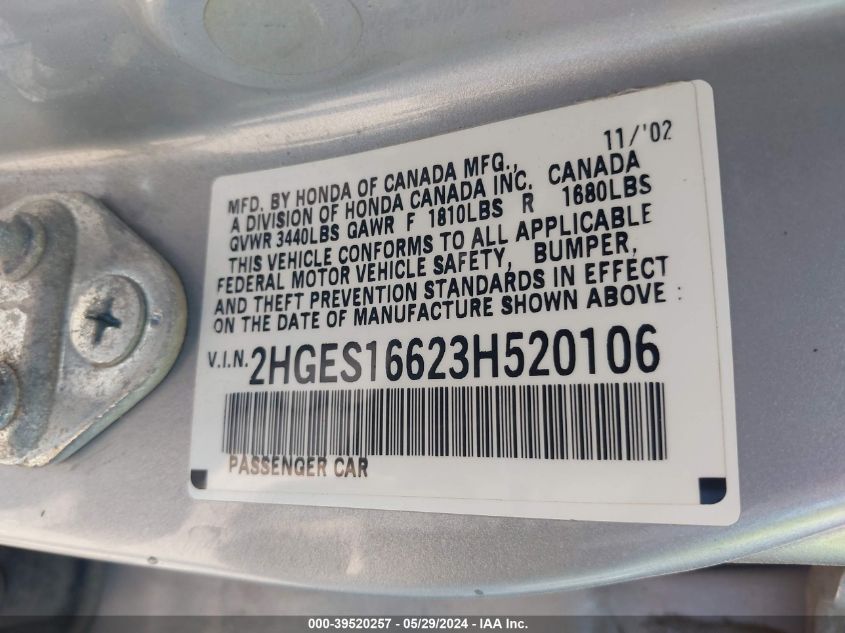 11/'02
MFD. BY HONDA OF CANADA MFG.,
A DIVISION OF HONDA CANADA INC. CANADA
GVWR 3440LBS GAWR F 1810LBS R 1680LBS
THIS VEHICLE CONFORMS TO ALL APPLICABLE
FEDERAL MOTOR VEHICLE SAFETY, BUMPER,
AND THEFT PREVENTION STANDARDS IN EFFECT
ON THE DATE OF MANUFACTURE SHOWN ABOVE :
V.I.N. 2HGES16623H520106
PASSENGER CAR
000-39520257 - 05/29/2024 - IAA Inc.